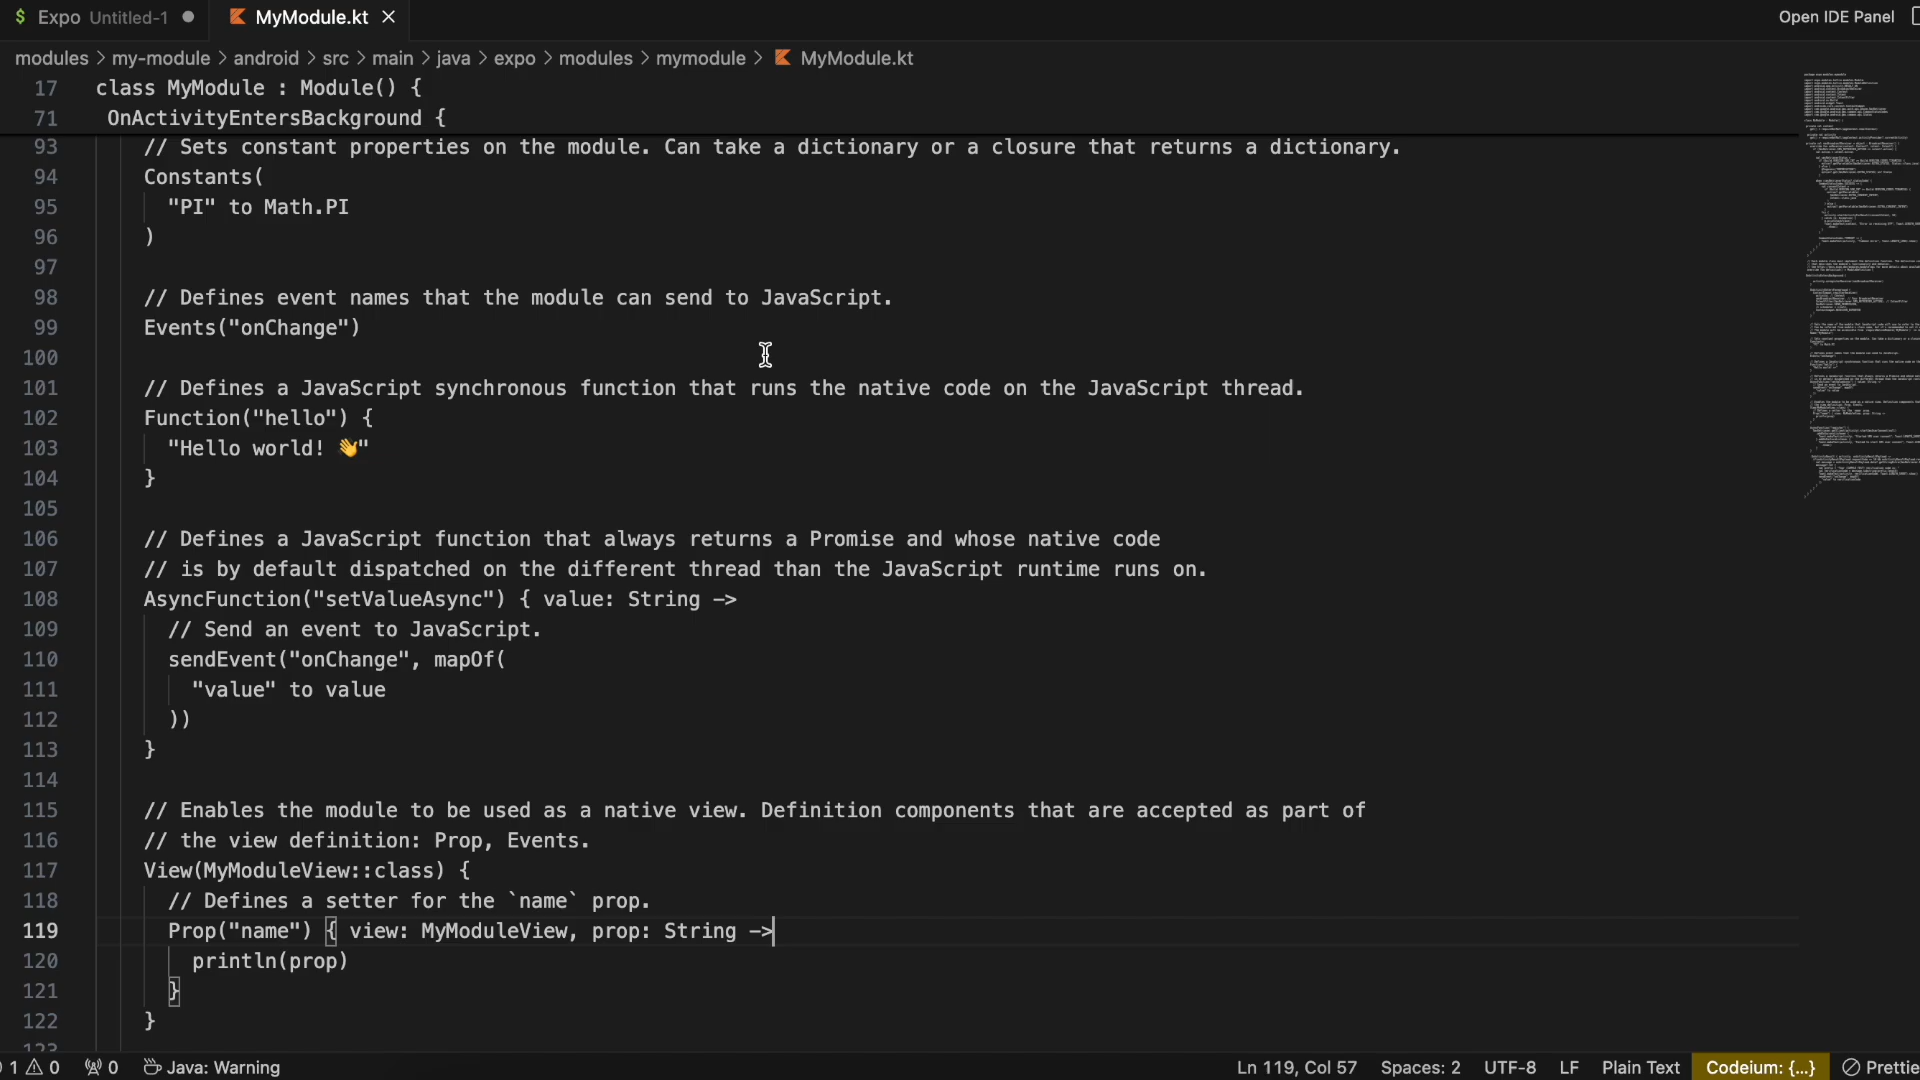 $ Expo Untitled-1 ● MyModule.kt ×
Open IDE Panel
modules > my-module > android > src > main > java > expo > modules > mymodule > MyModule.kt
17 class MyModule : Module() {
71 OnActivityEntersBackground {
93 // Sets constant properties on the module. Can take a dictionary or a closure that returns a dictionary.
94 Constants(
95 "PI" to Math.PI
96 )
97
98 // Defines event names that the module can send to JavaScript.
99 Events("onChange")
100
101 // Defines a JavaScript synchronous function that runs the native code on the JavaScript thread.
102 Function("hello") {
103 "Hello world! 👋"
104 }
105
106 // Defines a JavaScript function that always returns a Promise and whose native code
107 // is by default dispatched on the different thread than the JavaScript runtime runs on.
108 AsyncFunction("setValueAsync") { value: String ->
109 // Send an event to JavaScript.
110 sendEvent("onChange", mapOf(
111 "value" to value
112 ))
113 }
114
115 // Enables the module to be used as a native view. Definition components that are accepted as part of
116 // the view definition: Prop, Events.
117 View(MyModuleView::class) {
118 // Defines a setter for the `name` prop.
119 Prop("name") { view: MyModuleView, prop: String ->
120 println(prop)
121 }
122 }
1 0 0 Java: Warning Ln 119, Col 57 Spaces: 2 UTF-8 LF Plain Text Codeium: {...} Prettie